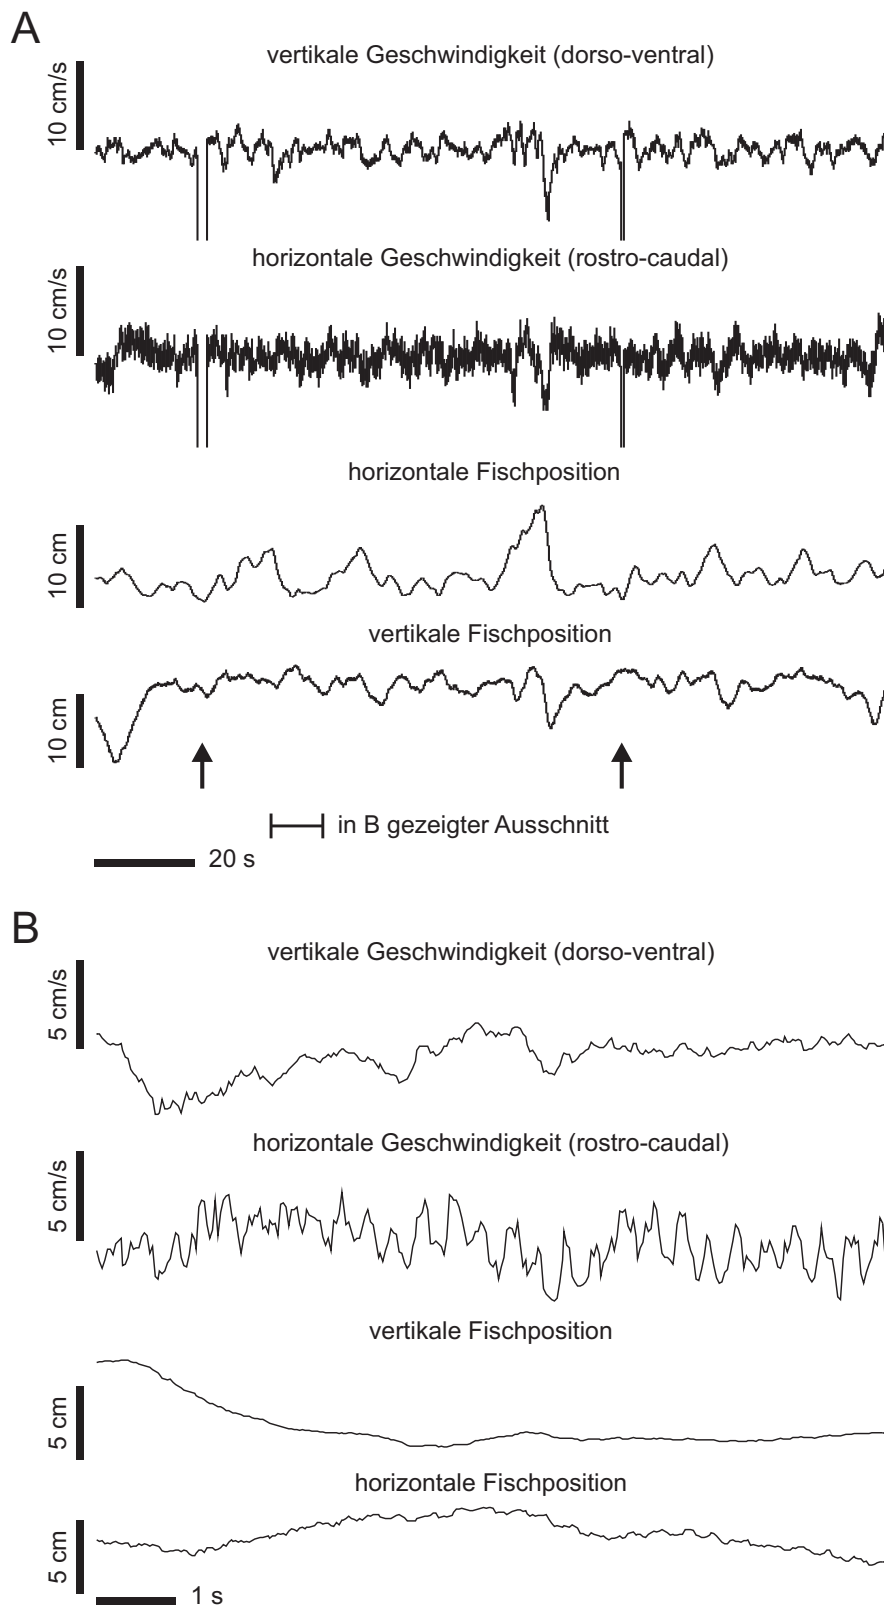 A
vertikale Geschwindigkeit (dorso-ventral)
10 cm/s
horizontale Geschwindigkeit (rostro-caudal)
10 cm/s
horizontale Fischposition
10 cm
vertikale Fischposition
10 cm
in B gezeigter Ausschnitt
20 s
B
vertikale Geschwindigkeit (dorso-ventral)
5 cm/s
horizontale Geschwindigkeit (rostro-caudal)
5 cm/s
vertikale Fischposition
5 cm
horizontale Fischposition
5 cm
1 s